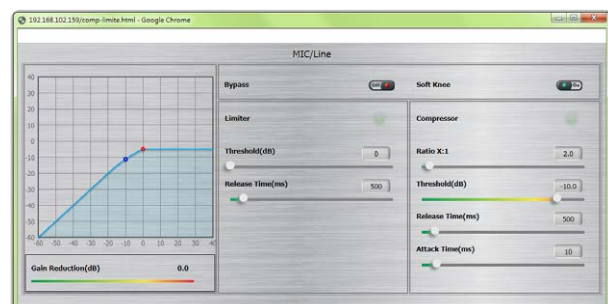 192.168.102.159/comp-limite.html - Google Chrome
MIC/Line
40
30
20
10
0
-10
-20
-30
-40
-50
-60
-60 -50 -40 -30 -20 -10 0 10 20 30 40
Gain Reduction(dB) 0.0
Bypass Off
Soft Knee On
Limiter
Threshold(dB) 0
Release Time(ms) 500
Compressor
Ratio X:1 2.0
Threshold(dB) -10.0
Release Time(ms) 500
Attack Time(ms) 10